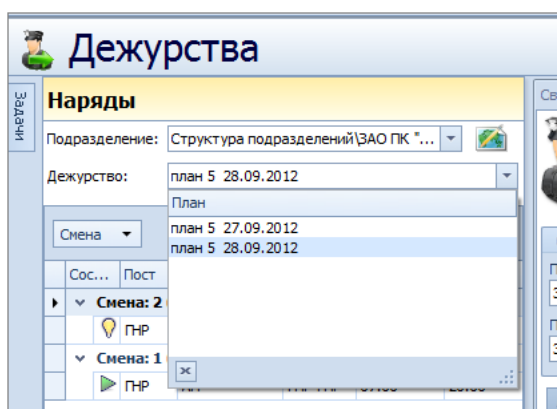 Дежурства
Задачи
Наряды
Св
Подразделение: Структура подразделений\ЗАО ПК "...
Дежурство: план 5 28.09.2012
План
план 5 27.09.2012
план 5 28.09.2012
Смена
Сос... Пост
Смена: 2
ГНР
Смена: 1
ГНР